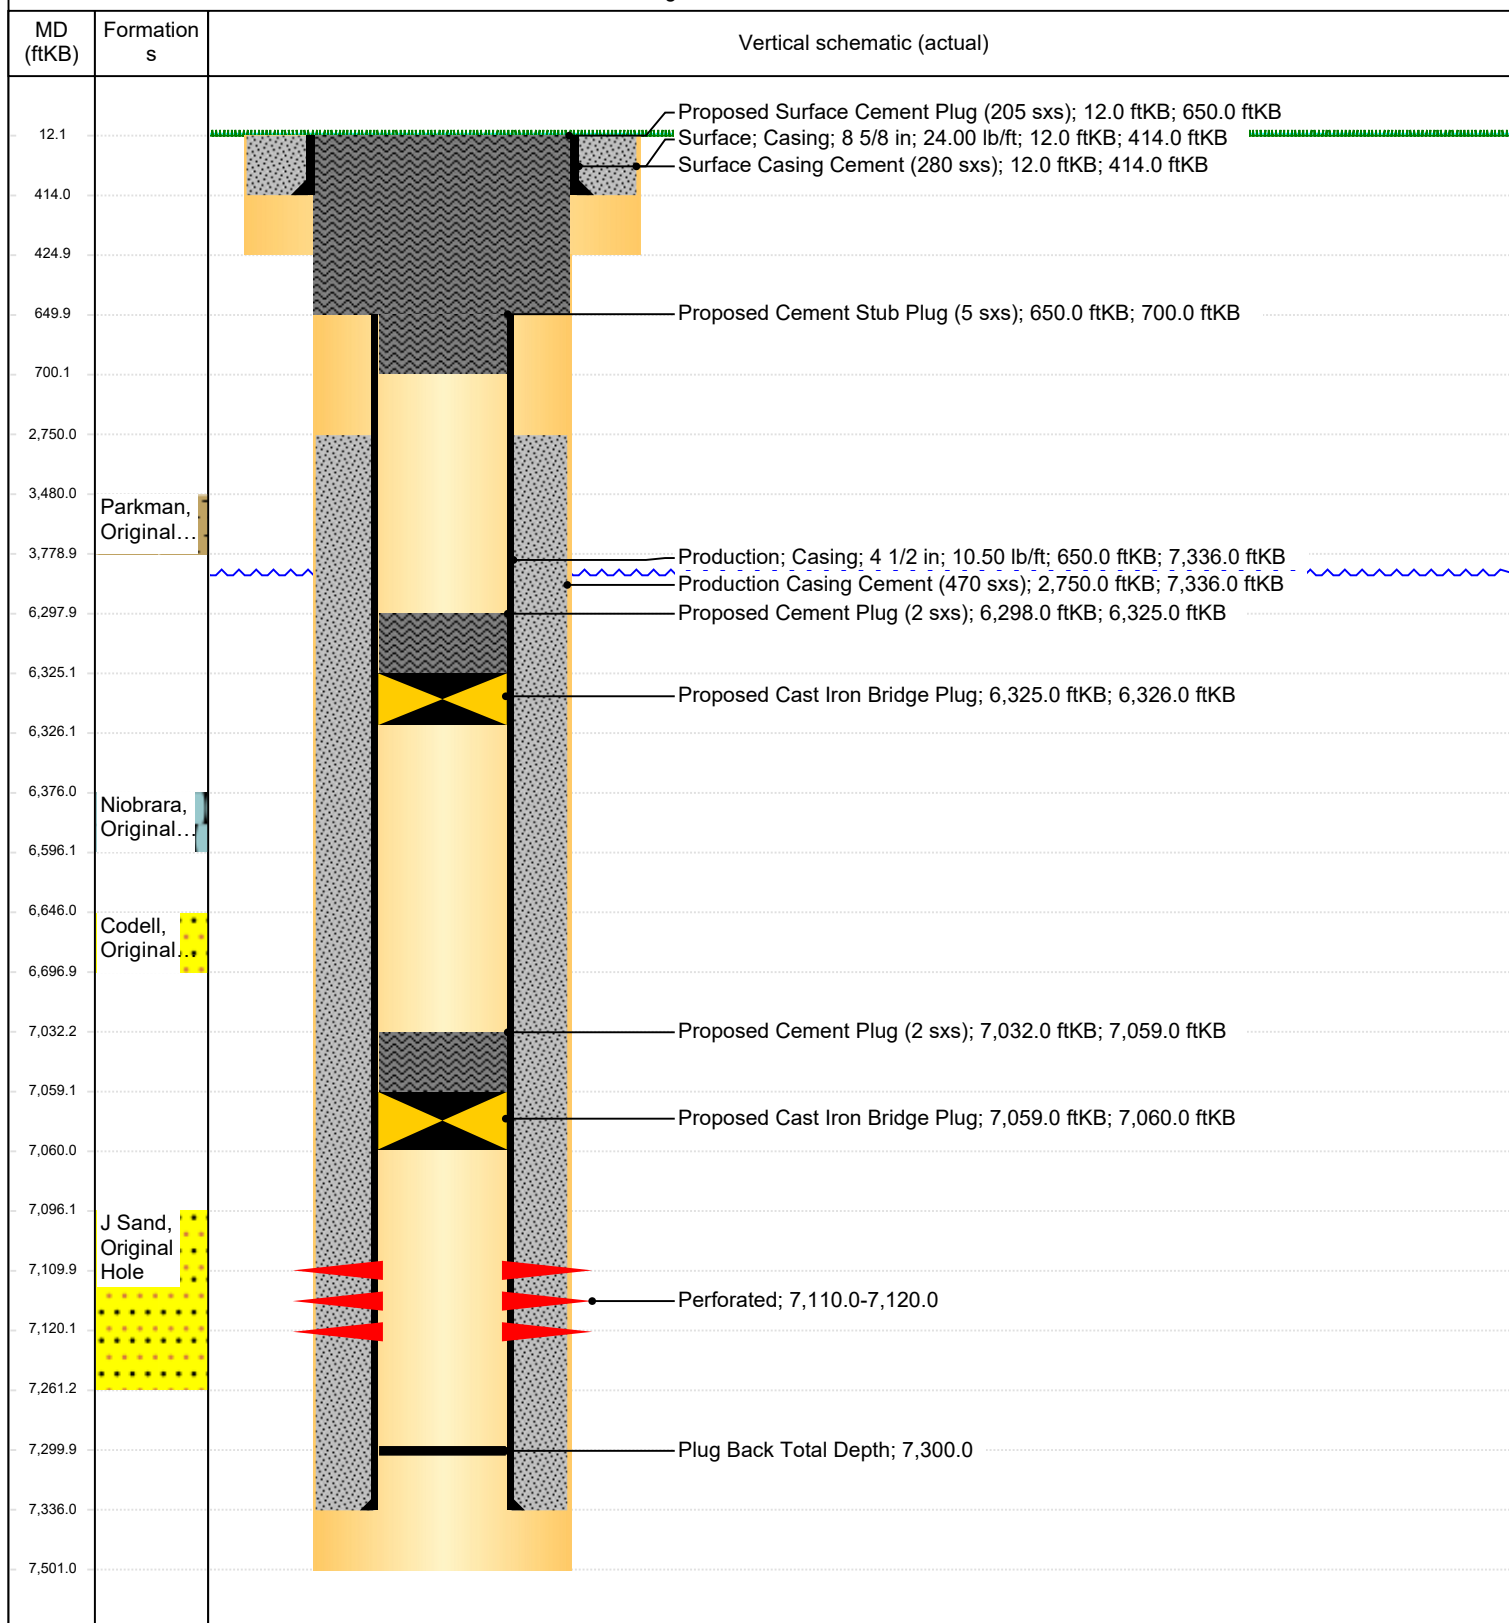 MD
(ftKB)
Formation
s
Vertical schematic (actual)
12.1
414.0
424.9
649.9
700.1
2,750.0
3,480.0
3,778.9
6,297.9
6,325.1
6,326.1
6,376.0
6,596.1
6,646.0
6,696.9
7,032.2
7,059.1
7,060.0
7,096.1
7,109.9
7,120.1
7,261.2
7,299.9
7,336.0
7,501.0
Parkman,
Original...
Niobrara,
Original...
Codell,
Original...
J Sand,
Original
Hole
Proposed Surface Cement Plug (205 sxs); 12.0 ftKB; 650.0 ftKB
Surface; Casing; 8 5/8 in; 24.00 lb/ft; 12.0 ftKB; 414.0 ftKB
Surface Casing Cement (280 sxs); 12.0 ftKB; 414.0 ftKB
Proposed Cement Stub Plug (5 sxs); 650.0 ftKB; 700.0 ftKB
Production; Casing; 4 1/2 in; 10.50 lb/ft; 650.0 ftKB; 7,336.0 ftKB
Production Casing Cement (470 sxs); 2,750.0 ftKB; 7,336.0 ftKB
Proposed Cement Plug (2 sxs); 6,298.0 ftKB; 6,325.0 ftKB
Proposed Cast Iron Bridge Plug; 6,325.0 ftKB; 6,326.0 ftKB
Proposed Cement Plug (2 sxs); 7,032.0 ftKB; 7,059.0 ftKB
Proposed Cast Iron Bridge Plug; 7,059.0 ftKB; 7,060.0 ftKB
Perforated; 7,110.0-7,120.0
Plug Back Total Depth; 7,300.0